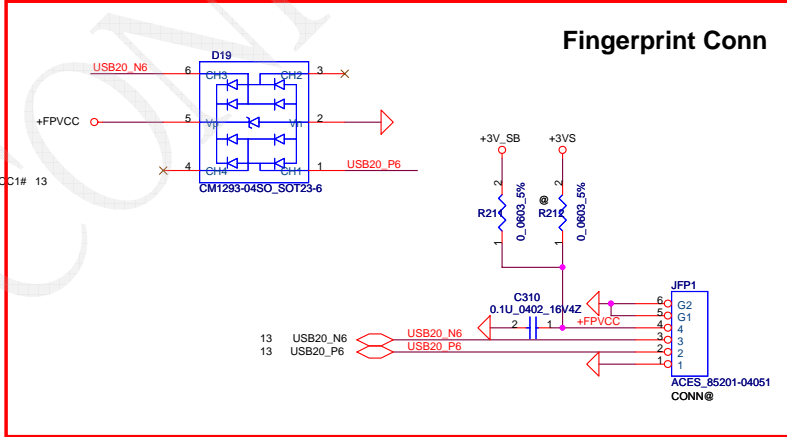 Fingerprint Conn
D19
USB20_N6
6
CH3
CH2
3
+FPVCC
5
Vp
Vn
2
4
CH4
CH1
1
USB20_P6
CM1293-04SO_SOT23-6
CC1# 13
+3V_SB
+3VS
2
2
R211
0_0603_5%
@
R212
0_0603_5%
1
1
C310
0.1U_0402_16V4Z
2
1
+FPVCC
JFP1
6
G2
5
G1
4
4
3
3
2
2
1
1
13
USB20_N6
USB20_N6
13
USB20_P6
USB20_P6
ACES_85201-04051
CONN@